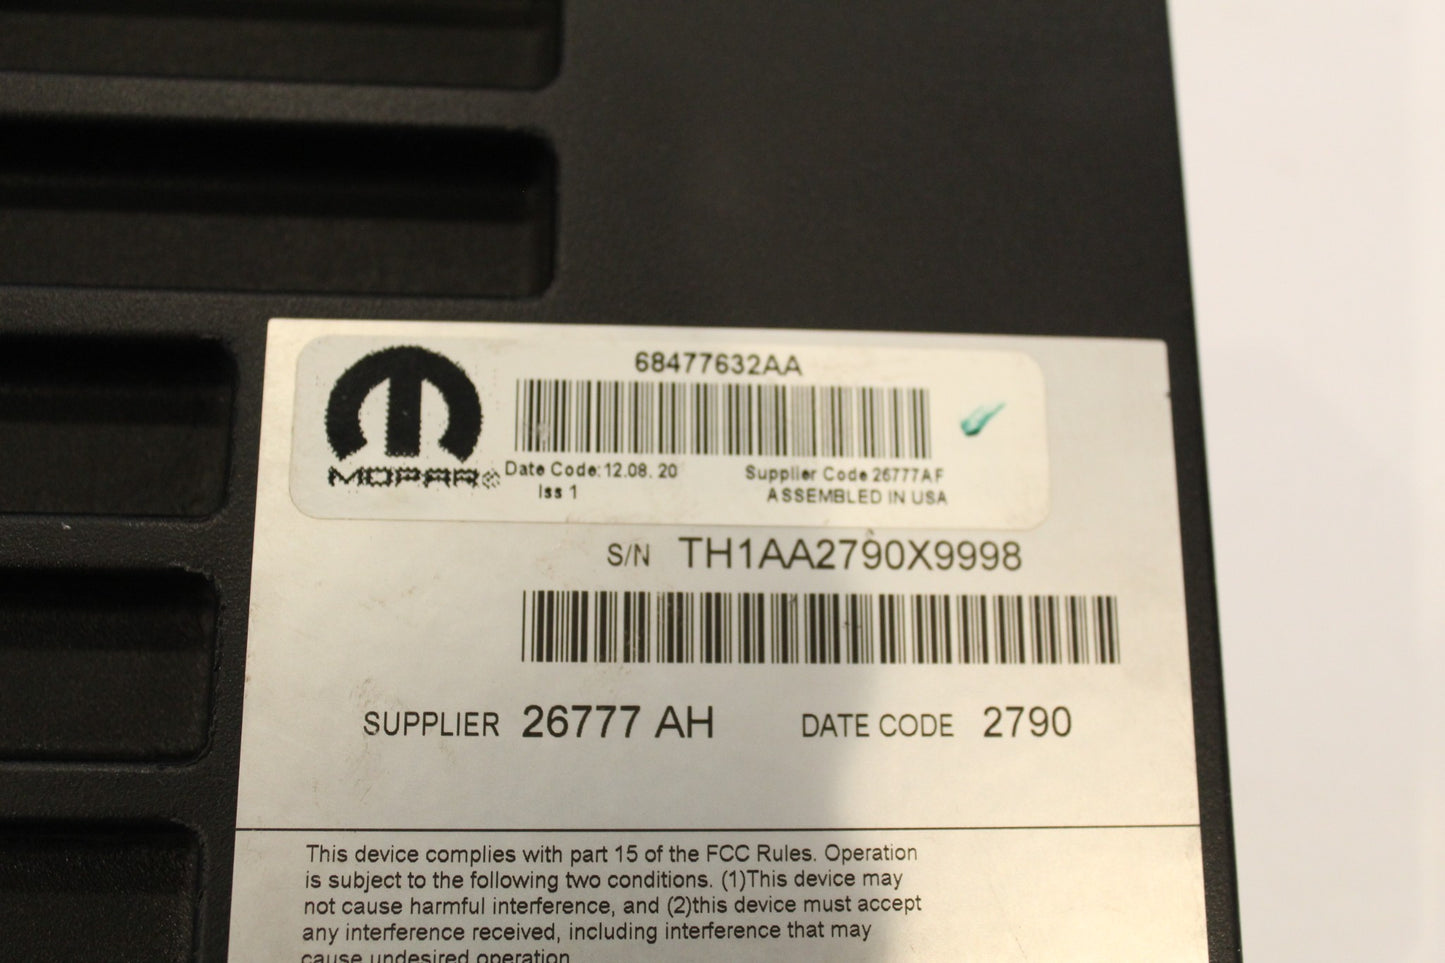 68477632AA
MOPAR®
Date Code: 12.08. 20
Supplier Code 26777AF
Iss 1
ASSEMBLED IN USA
S/N TH1AA2790X9998
SUPPLIER 26777 AH DATE CODE 2790
This device complies with part 15 of the FCC Rules. Operation
is subject to the following two conditions. (1)This device may
not cause harmful interference, and (2)this device must accept
any interference received, including interference that may
cause undesired operation